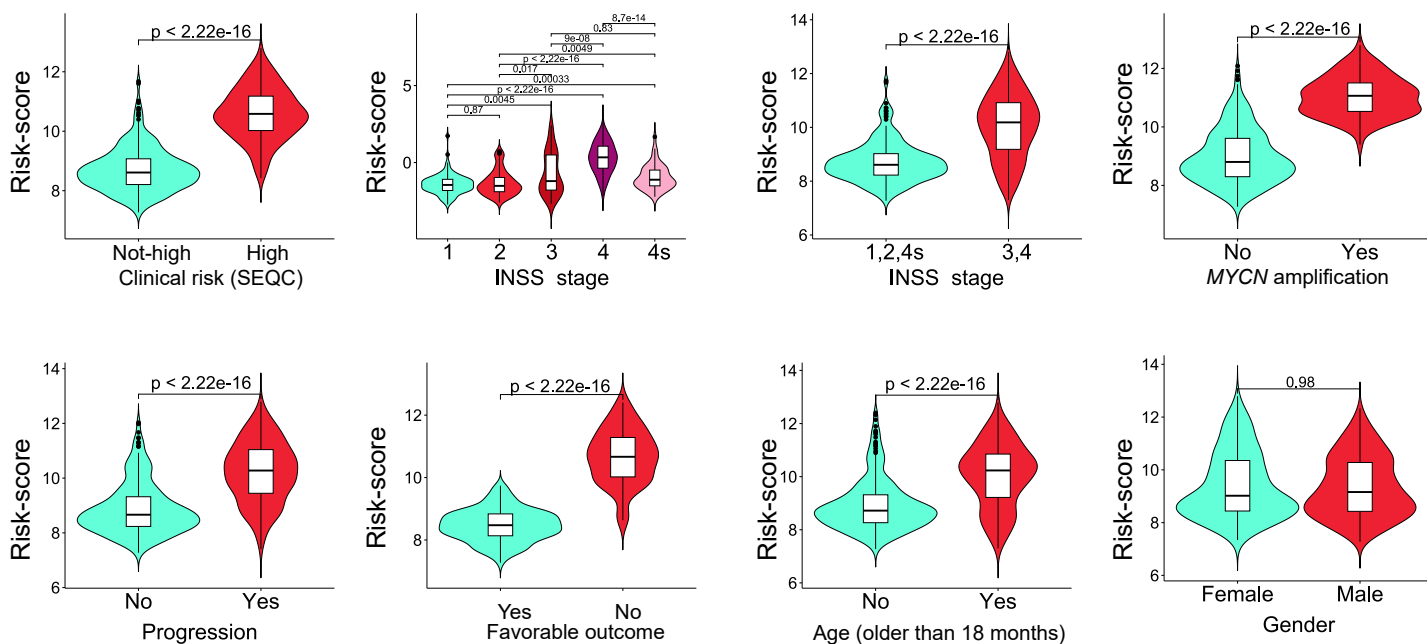 p < 2.22e-16
12
10
8
Risk-score
Not-high High
Clinical risk (SEQC)
8.7e-14
0.83
9e-08
0.0049
p < 2.22e-16
0.017
0.00033
p < 2.22e-16
0.0045
0.87
5
0
Risk-score
1 2 3 4 4s
INSS stage
14
12
10
8
6
p < 2.22e-16
Risk-score
1,2,4s 3,4
INSS stage
14
12
10
8
p < 2.22e-16
Risk-score
No Yes
MYCN amplification
14
12
10
8
6
p < 2.22e-16
Risk-score
No Yes
Progression
p < 2.22e-16
12
10
8
Risk-score
Yes No
Favorable outcome
14
12
10
8
6
p < 2.22e-16
Risk-score
No Yes
Age (older than 18 months)
14
12
10
8
6
0.98
Risk-score
Female Male
Gender